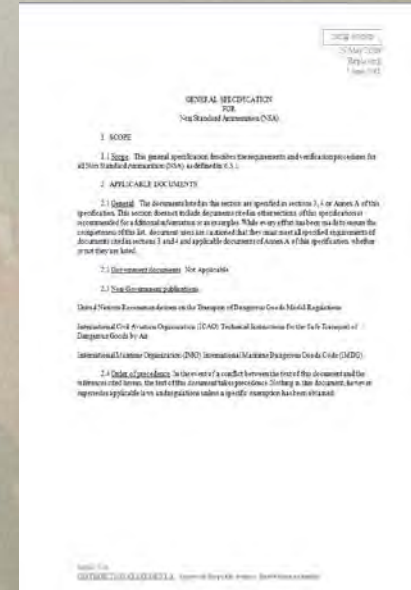 GENERAL SPECIFICATION
FOR
Non Standard Ammunition (NSA)
1. SCOPE
1.1 Scope. This general specification describes the requirements and verification procedures for
all Non Standard Ammunition (NSA) as defined in 6.5.1.
2. APPLICABLE DOCUMENTS
2.1 General. The documents listed in this section are specified in sections 3, 4 or Annex A of this
specification. This section does not include documents cited in other sections of this specification or
recommended for additional information or as examples. While every effort has been made to ensure the
completeness of this list, document users are cautioned that they must meet all specified requirements of
documents cited in sections 3 and 4 and applicable documents of Annex A of this specification, whether
or not they are listed.
2.2 Government documents. Not Applicable
2.3 Non-Government publications.
United Nations Recommendations on the Transport of Dangerous Goods Model Regulations
International Civil Aviation Organization (ICAO) Technical Instructions for the Safe Transport of
Dangerous Goods by Air
International Maritime Organization (IMO) International Maritime Dangerous Goods Code (IMDG)
2.4 Order of precedence. In the event of a conflict between the text of this document and the
references cited herein, the text of this document takes precedence. Nothing in this document, however
supersedes applicable laws and regulations unless a specific exemption has been obtained.
DISTRIBUTION STATEMENT A.